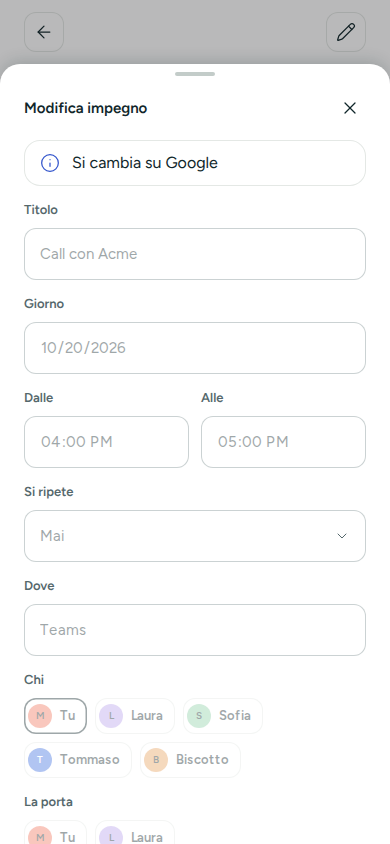 Modifica impegno
Si cambia su Google
Titolo
Call con Acme
Giorno
10/20/2026
Dalle
Alle
04:00 PM
05:00 PM
Si ripete
Mai
Dove
Teams
Chi
M Tu
L Laura
S Sofia
T Tommaso
B Biscotto
La porta
M Tu
L Laura